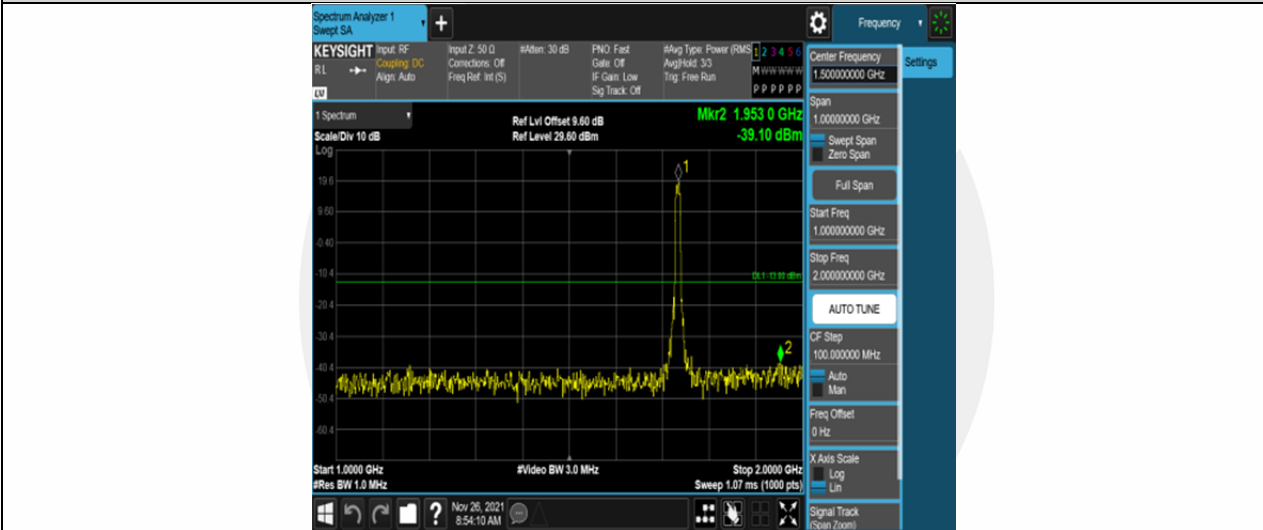 Spectrum Analyzer 1
Swept SA
+
Frequency
KEYSIGHT
RL
LV
Input: RF
Coupling: DC
Align: Auto
Input Z: 50 Ω
Corrections: Off
Freq Ref: Int (S)
#Atten: 30 dB
PNO: Fast
Gate: Off
IF Gain: Low
Sig Track: Off
#Avg Type: Power (RMS
Avg|Hold: 3/3
Trig: Free Run
1 2 3 4 5 6
M W W W W W
P P P P P P
1 Spectrum
Scale/Div 10 dB
Log
Ref Lvl Offset 9.60 dB
Ref Level 29.60 dBm
Mkr2 1.953 0 GHz
-39.10 dBm
1
19.6
9.60
-0.40
-10.4
DL1 -13.00 dBm
-20.4
-30.4
2
-40.4
-50.4
-60.4
Start 1.0000 GHz
#Res BW 1.0 MHz
#Video BW 3.0 MHz
Stop 2.0000 GHz
Sweep 1.07 ms (1000 pts)
?
Nov 26, 2021
8:54:10 AM
Center Frequency
1.500000000 GHz
Settings
Span
1.00000000 GHz
Swept Span
Zero Span
Full Span
Start Freq
1.000000000 GHz
Stop Freq
2.000000000 GHz
AUTO TUNE
CF Step
100.000000 MHz
Auto
Man
Freq Offset
0 Hz
X Axis Scale
Log
Lin
Signal Track
(Span Zoom)